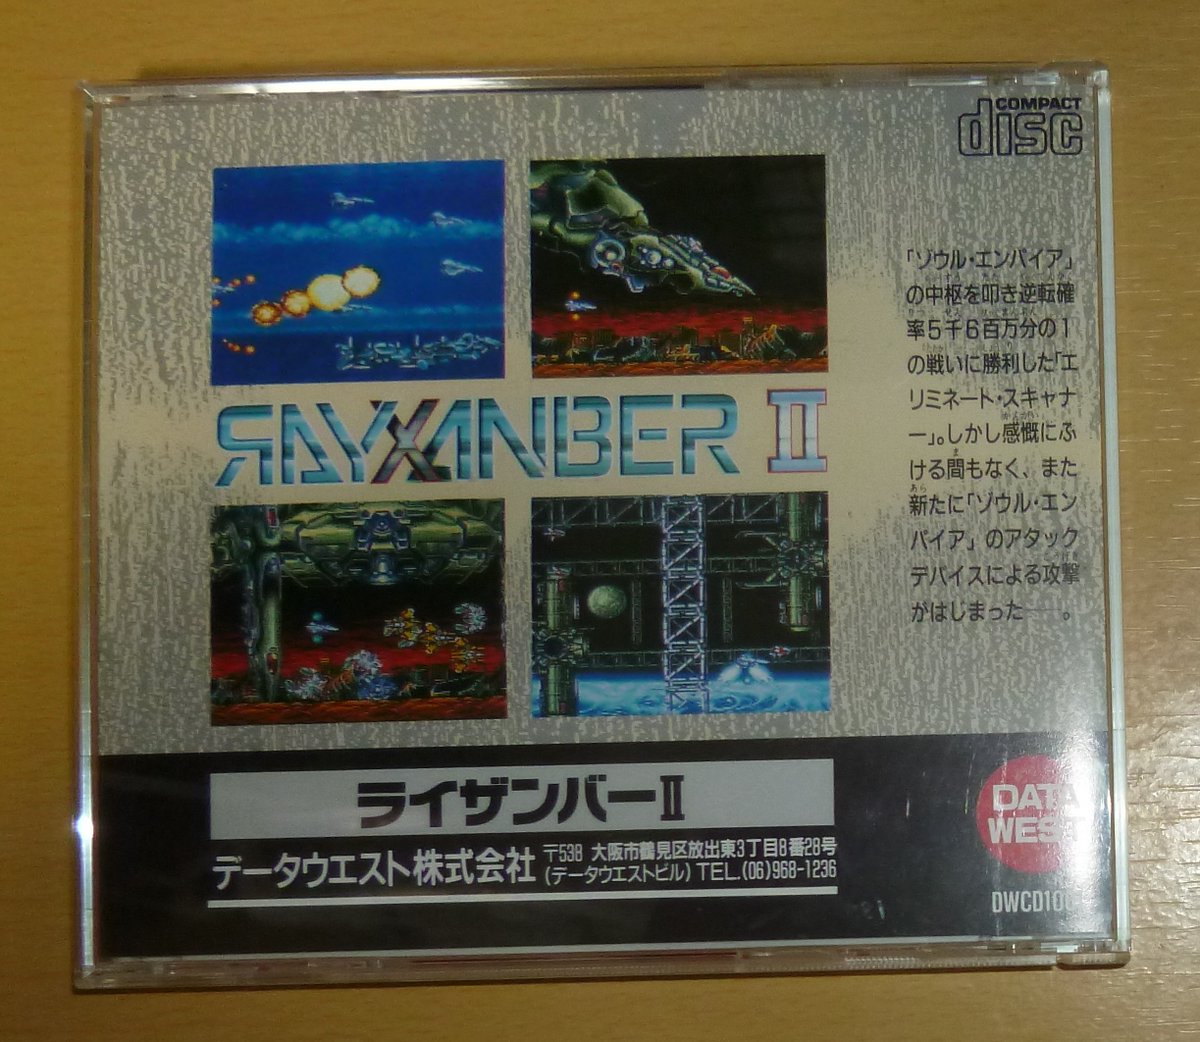 COMPACT
disc
「ゾウル・エンパイア」
の中枢を叩き逆転確
率5千6百万分の1
の戦いに勝利した「エ
リミネート・スキャナ
ー」。しかし感慨にふ
ける間もなく、また
新たに「ゾウル・エン
パイア」のアタック
デバイスによる攻撃
がはじまった——。
RAYXANBER II
ライザンバーII
データウエスト株式会社
〒538 大阪市鶴見区放出東3丁目8番28号
(データウエストビル) TEL.(06)968-1236
DATA
WEST